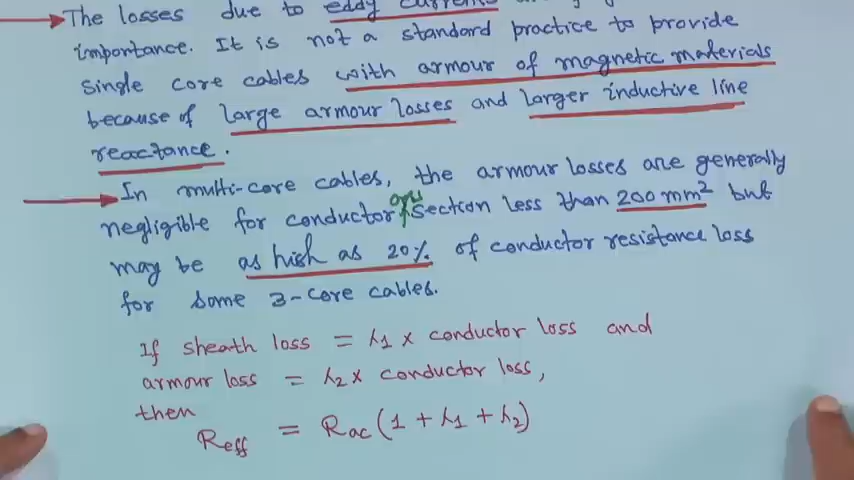 The losses due to eddy currents
importance. It is not a standard practice to provide
single core cables with armour of magnetic materials
because of large armour losses and larger inductive line
reactance.
In multi-core cables, the armour losses are generally
negligible for conductor section less than 200 mm²  but
may be as high as 20% of conductor resistance loss
for some 3-core cables.
If sheath loss = λ1 x conductor loss and
armour loss = λ2 x conductor loss,
then
Reff = Rac (1 + λ1 + λ2)